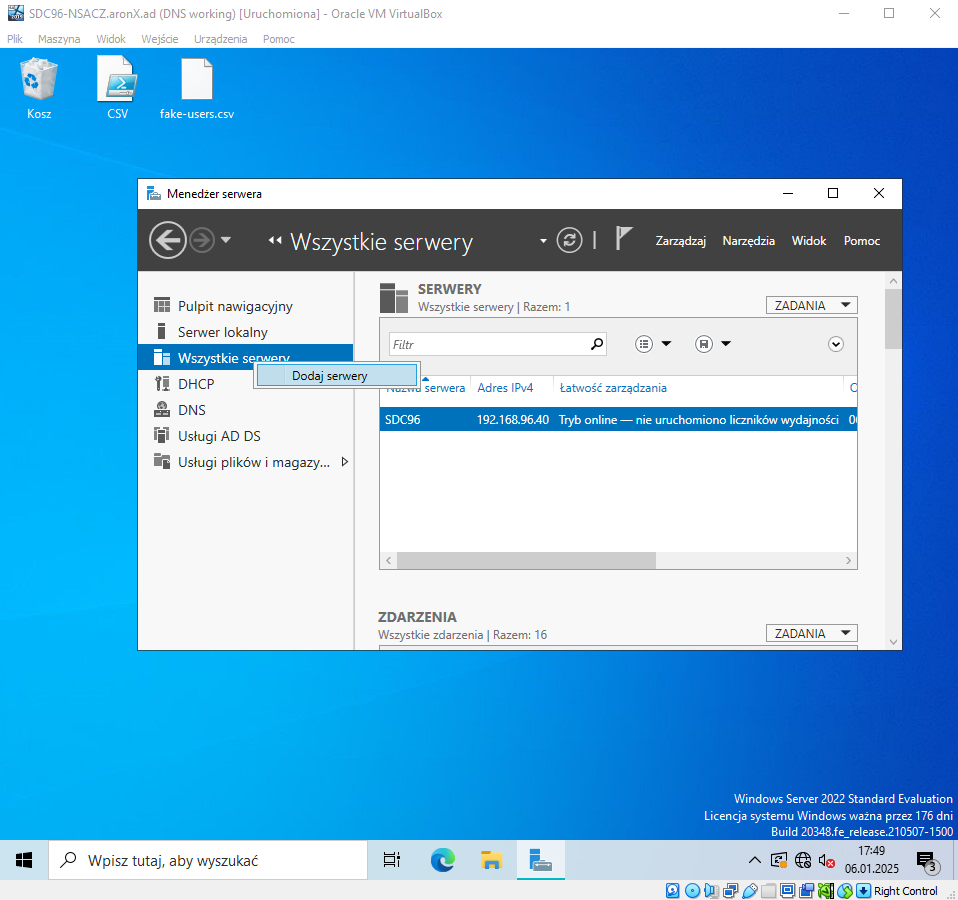 SDC96-NSACZ.aronX.ad (DNS working) [Uruchomiona] - Oracle VM VirtualBox
Plik Maszyna Widok Wejście Urządzenia Pomoc
Kosz
CSV
fake-users.csv
Menedżer serwera
Wszystkie serwery
Zarządzaj Narzędzia Widok Pomoc
Pulpit nawigacyjny
Serwer lokalny
Wszystkie serwery
DHCP
DNS
Usługi AD DS
Usługi plików i magazy...
Dodaj serwery
SERWERY
Wszystkie serwery | Razem: 1
ZADANIA
Filtr
Nazwa serwera Adres IPv4 Łatwość zarządzania
SDC96 192.168.96.40 Tryb online — nie uruchomiono liczników wydajności
ZDARZENIA
Wszystkie zdarzenia | Razem: 16
ZADANIA
Windows Server 2022 Standard Evaluation
Licencja systemu Windows ważna przez 176 dni
Build 20348.fe_release.210507-1500
Wpisz tutaj, aby wyszukać
17:49
06.01.2025
3
Right Control